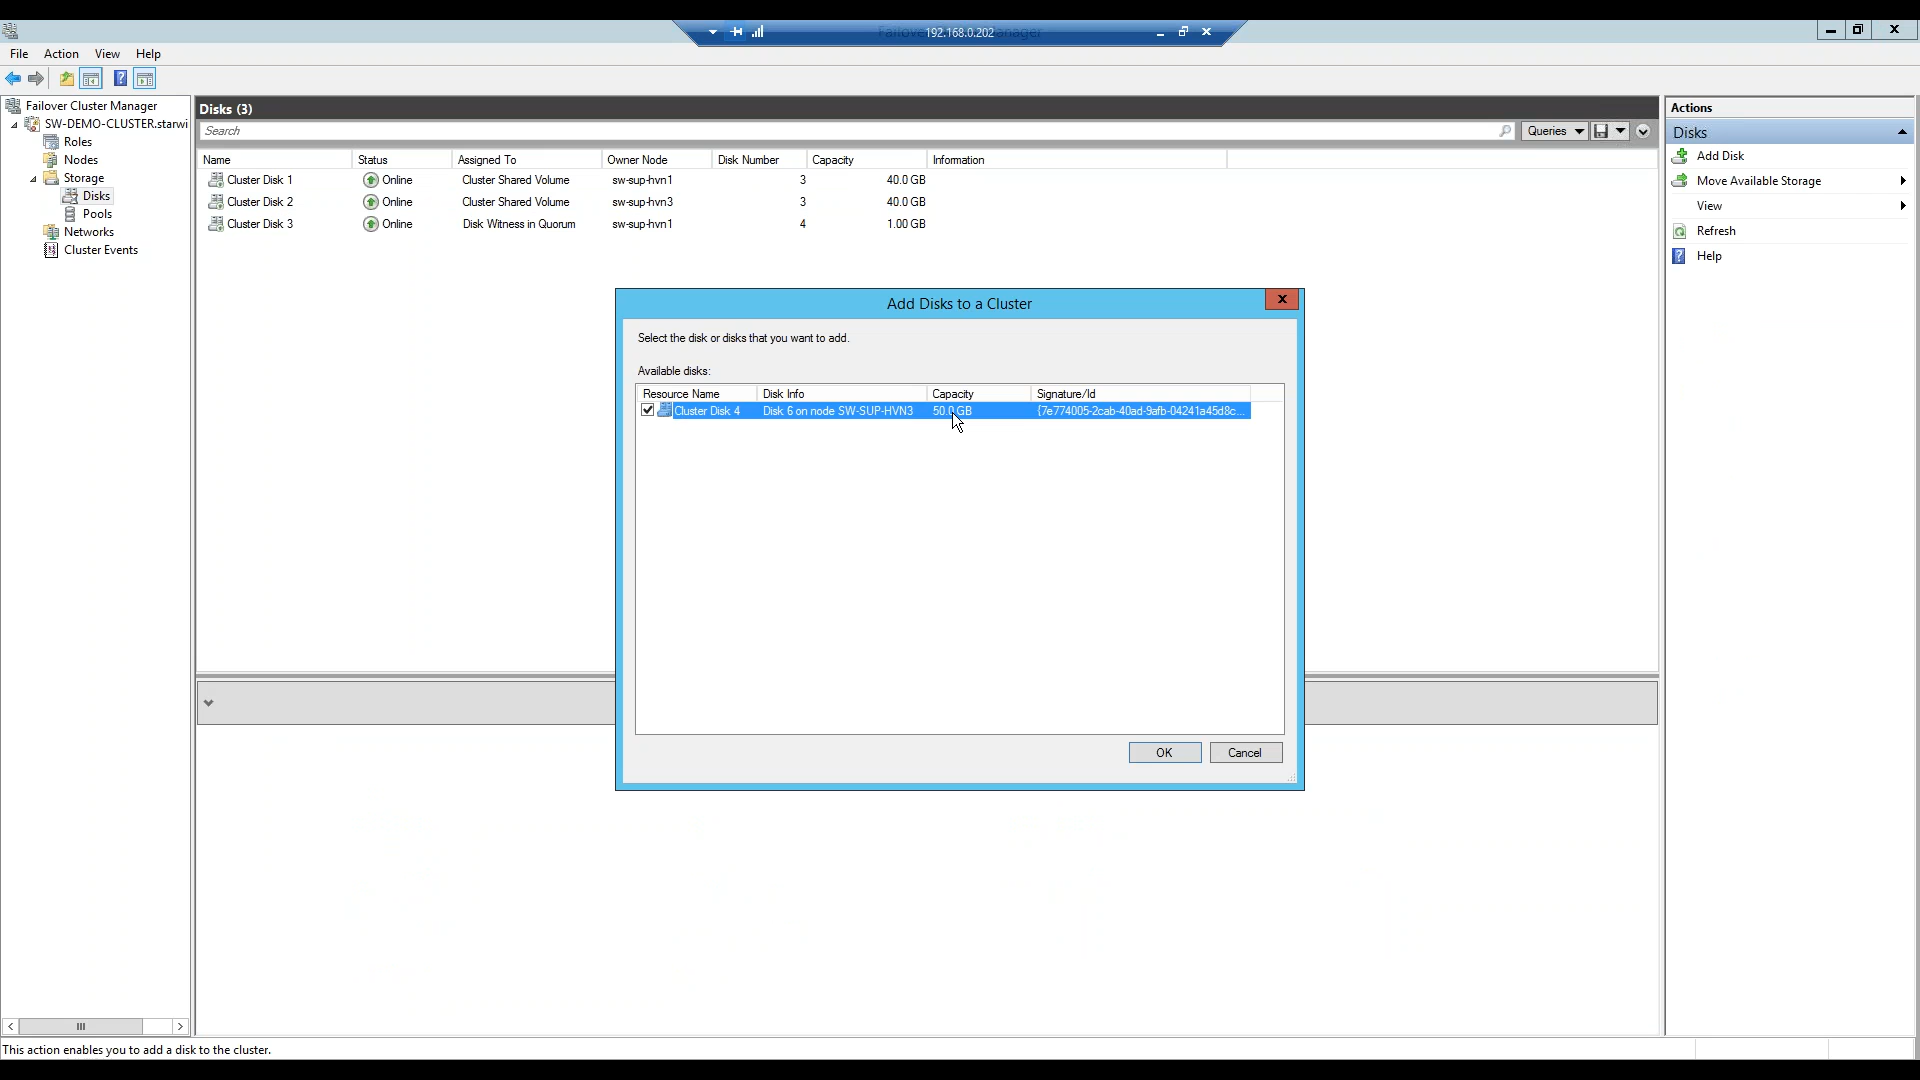 192.168.0.202
File Action View Help
Failover Cluster Manager
SW-DEMO-CLUSTER.starwi
Roles
Nodes
Storage
Disks
Pools
Networks
Cluster Events
Disks (3)
Search
Queries
Name Status Assigned To Owner Node Disk Number Capacity Information
Cluster Disk 1 Online Cluster Shared Volume sw-sup-hvn1 3 40.0 GB
Cluster Disk 2 Online Cluster Shared Volume sw-sup-hvn3 3 40.0 GB
Cluster Disk 3 Online Disk Witness in Quorum sw-sup-hvn1 4 1.00 GB
Add Disks to a Cluster
Select the disk or disks that you want to add.
Available disks:
Resource Name Disk Info Capacity Signature/Id
Cluster Disk 4 Disk 6 on node SW-SUP-HVN3 50.0 GB {7e774005-2cab-40ad-9afb-04241a45d8c...
OK Cancel
Actions
Disks
Add Disk
Move Available Storage
View
Refresh
Help
This action enables you to add a disk to the cluster.